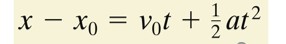 x − x₀ = v₀t + ½at²